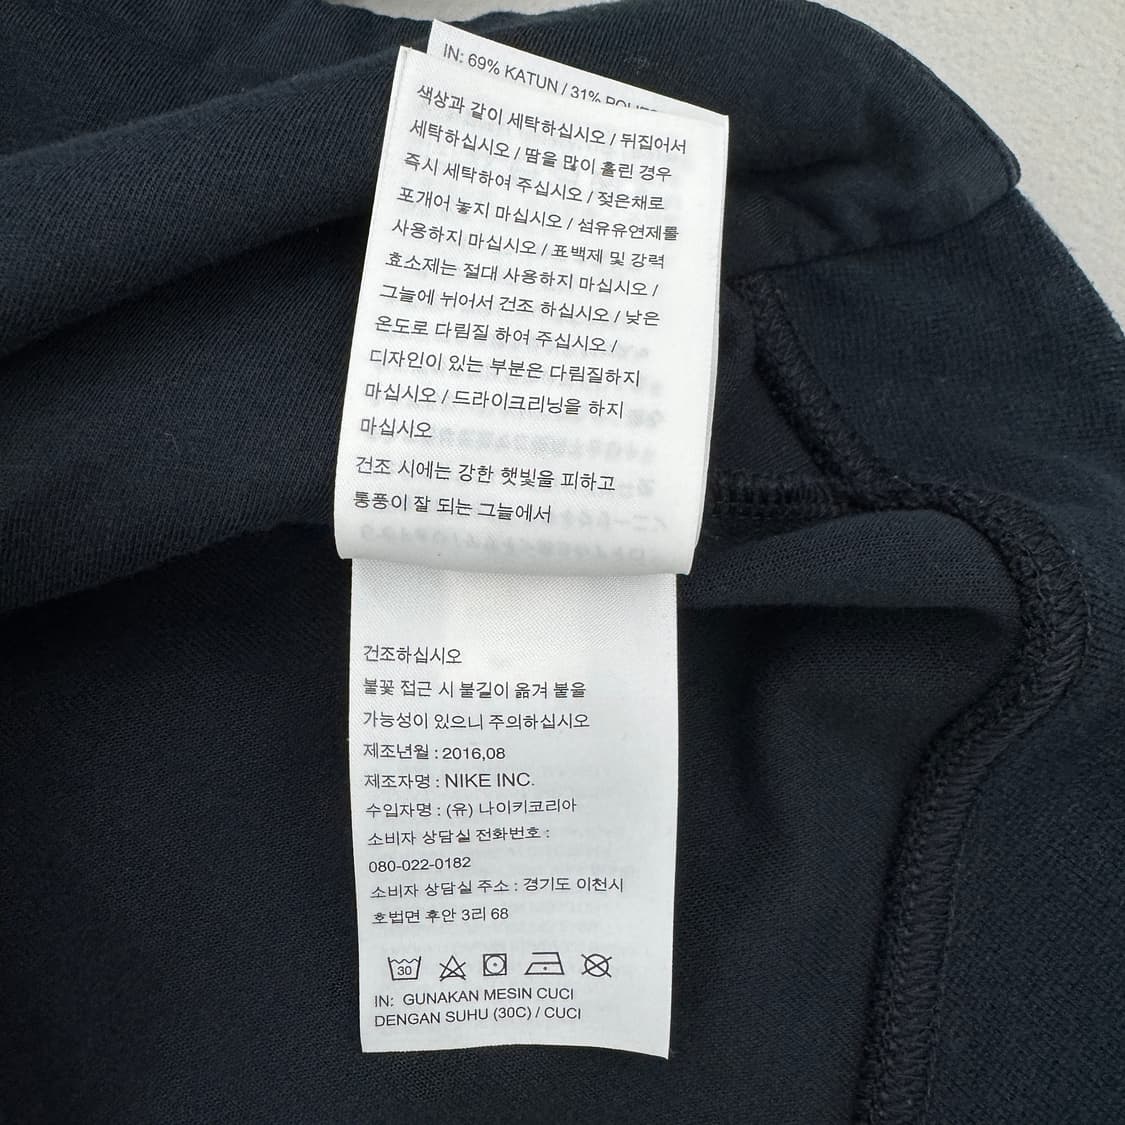 IN: 69% KATUN / 31%
색상과 같이 세탁하십시오 / 뒤집어서
세탁하십시오 / 땀을 많이 흘린 경우
즉시 세탁하여 주십시오 / 젖은채로
포개어 놓지 마십시오 / 섬유유연제를
사용하지 마십시오 / 표백제 및 강력
효소제는 절대 사용하지 마십시오 /
그늘에 뉘어서 건조 하십시오 / 낮은
온도로 다림질 하여 주십시오 /
디자인이 있는 부분은 다림질하지
마십시오 / 드라이크리닝을 하지
마십시오
건조 시에는 강한 햇빛을 피하고
통풍이 잘 되는 그늘에서
건조하십시오
불꽃 접근 시 불길이 옮겨 붙을
가능성이 있으니 주의하십시오
제조년월 : 2016,08
제조자명 : NIKE INC.
수입자명 : (유) 나이키코리아
소비자 상담실 전화번호 :
080-022-0182
소비자 상담실 주소 : 경기도 이천시
호법면 후안 3리 68
30
IN: GUNAKAN MESIN CUCI
DENGAN SUHU (30C) / CUCI